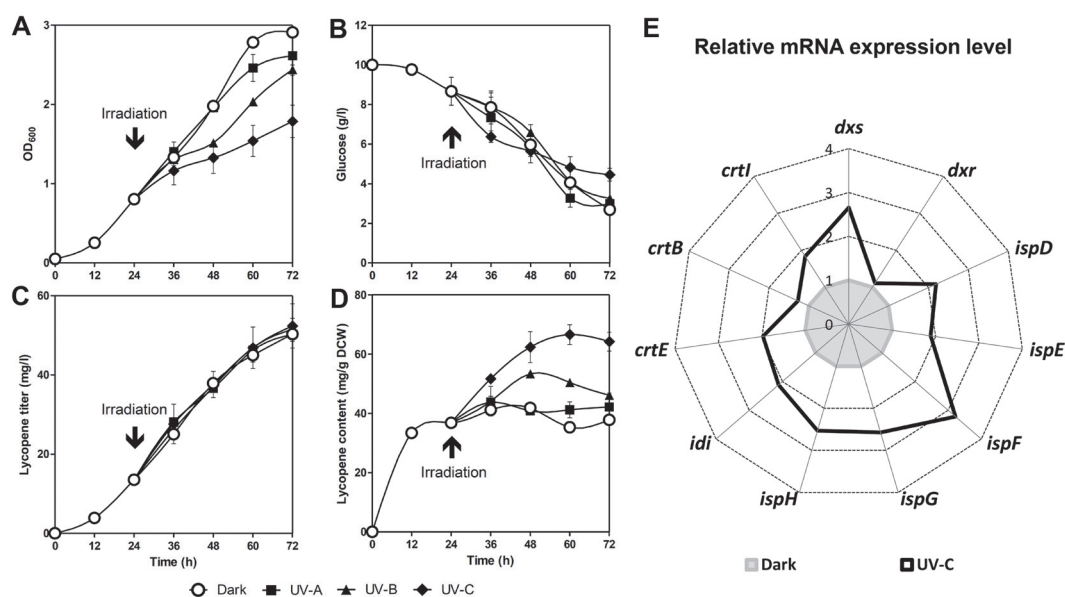 A
3
2
1
0
OD600
Irradiation
0 12 24 36 48 60 72
B
12
10
8
6
4
2
0
Glucose (g/l)
Irradiation
0 12 24 36 48 60 72
C
60
40
20
0
Lycopene titer (mg/l)
Irradiation
0 12 24 36 48 60 72
Time (h)
D
80
60
40
20
0
Lycopene content (mg/g DCW)
Irradiation
0 12 24 36 48 60 72
Time (h)
Dark UV-A UV-B UV-C
E
Relative mRNA expression level
dxs
dxr
ispD
ispE
ispF
ispG
ispH
idi
crtE
crtB
crtI
4
3
2
1
0
Dark UV-C